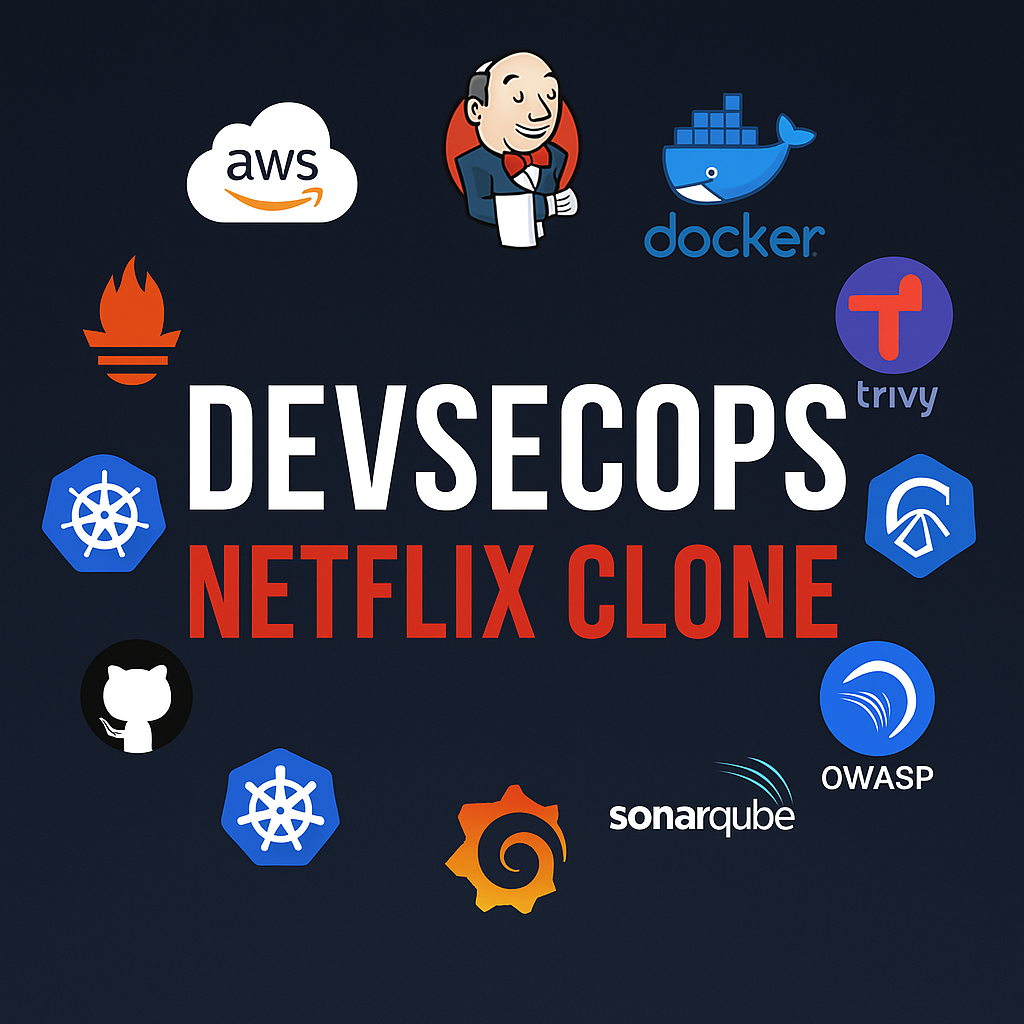 aws
docker
trivy
DEVSECOPS
NETFLIX CLONE
OWASP
sonarqube